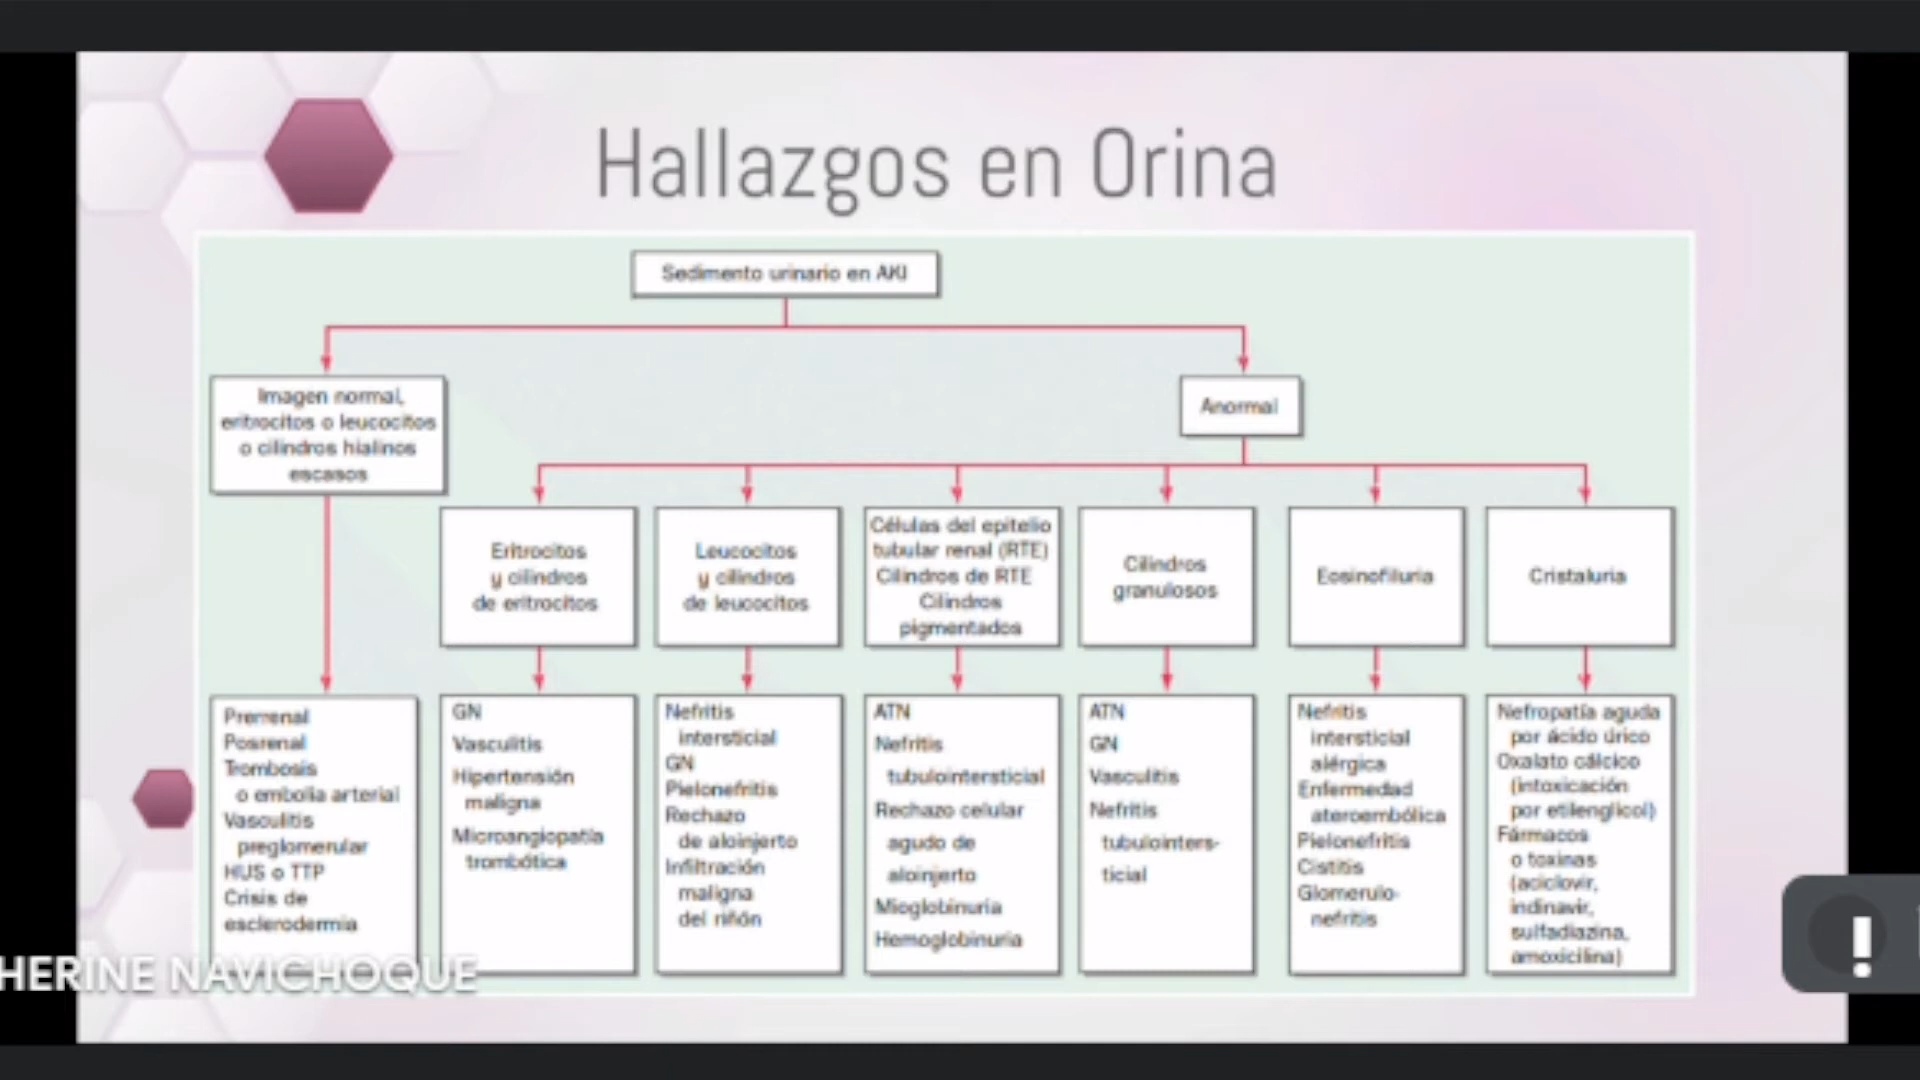 Hallazgos en Orina
Sedimento urinario en AKI
Imagen normal,
eritrocitos o leucocitos
o cilindros hialinos
escasos
Anormal
Eritrocitos
y cilindros
de eritrocitos
Leucocitos
y cilindros
de leucocitos
Células del epitelio
tubular renal (RTE)
Cilindros de RTE
Cilindros
pigmentados
Cilindros
granulosos
Eosinofiluria
Cristaluria
Prerrenal
Posrenal
Trombosis
o embolia arterial
Vasculitis
preglomerular
HUS o TTP
Crisis de
esclerodermia
GN
Vasculitis
Hipertensión
maligna
Microangiopatía
trombótica
Nefritis
intersticial
GN
Pielonefritis
Rechazo
de aloinjerto
Infiltración
maligna
del riñón
ATN
Nefritis
tubulointersticial
Rechazo celular
agudo de
aloinjerto
Mioglobinuria
Hemoglobinuria
ATN
GN
Vasculitis
Nefritis
tubulointers-
ticial
Nefritis
intersticial
alérgica
Enfermedad
ateroembólica
Pielonefritis
Cistitis
Glomerulo-
nefritis
Nefropatía aguda
por ácido úrico
Oxalato cálcico
(intoxicación
por etilenglicol)
Fármacos
o toxinas
(aciclovir,
indinavir,
sulfadiazina,
amoxicilina)
HERINE NAVICHOQUE